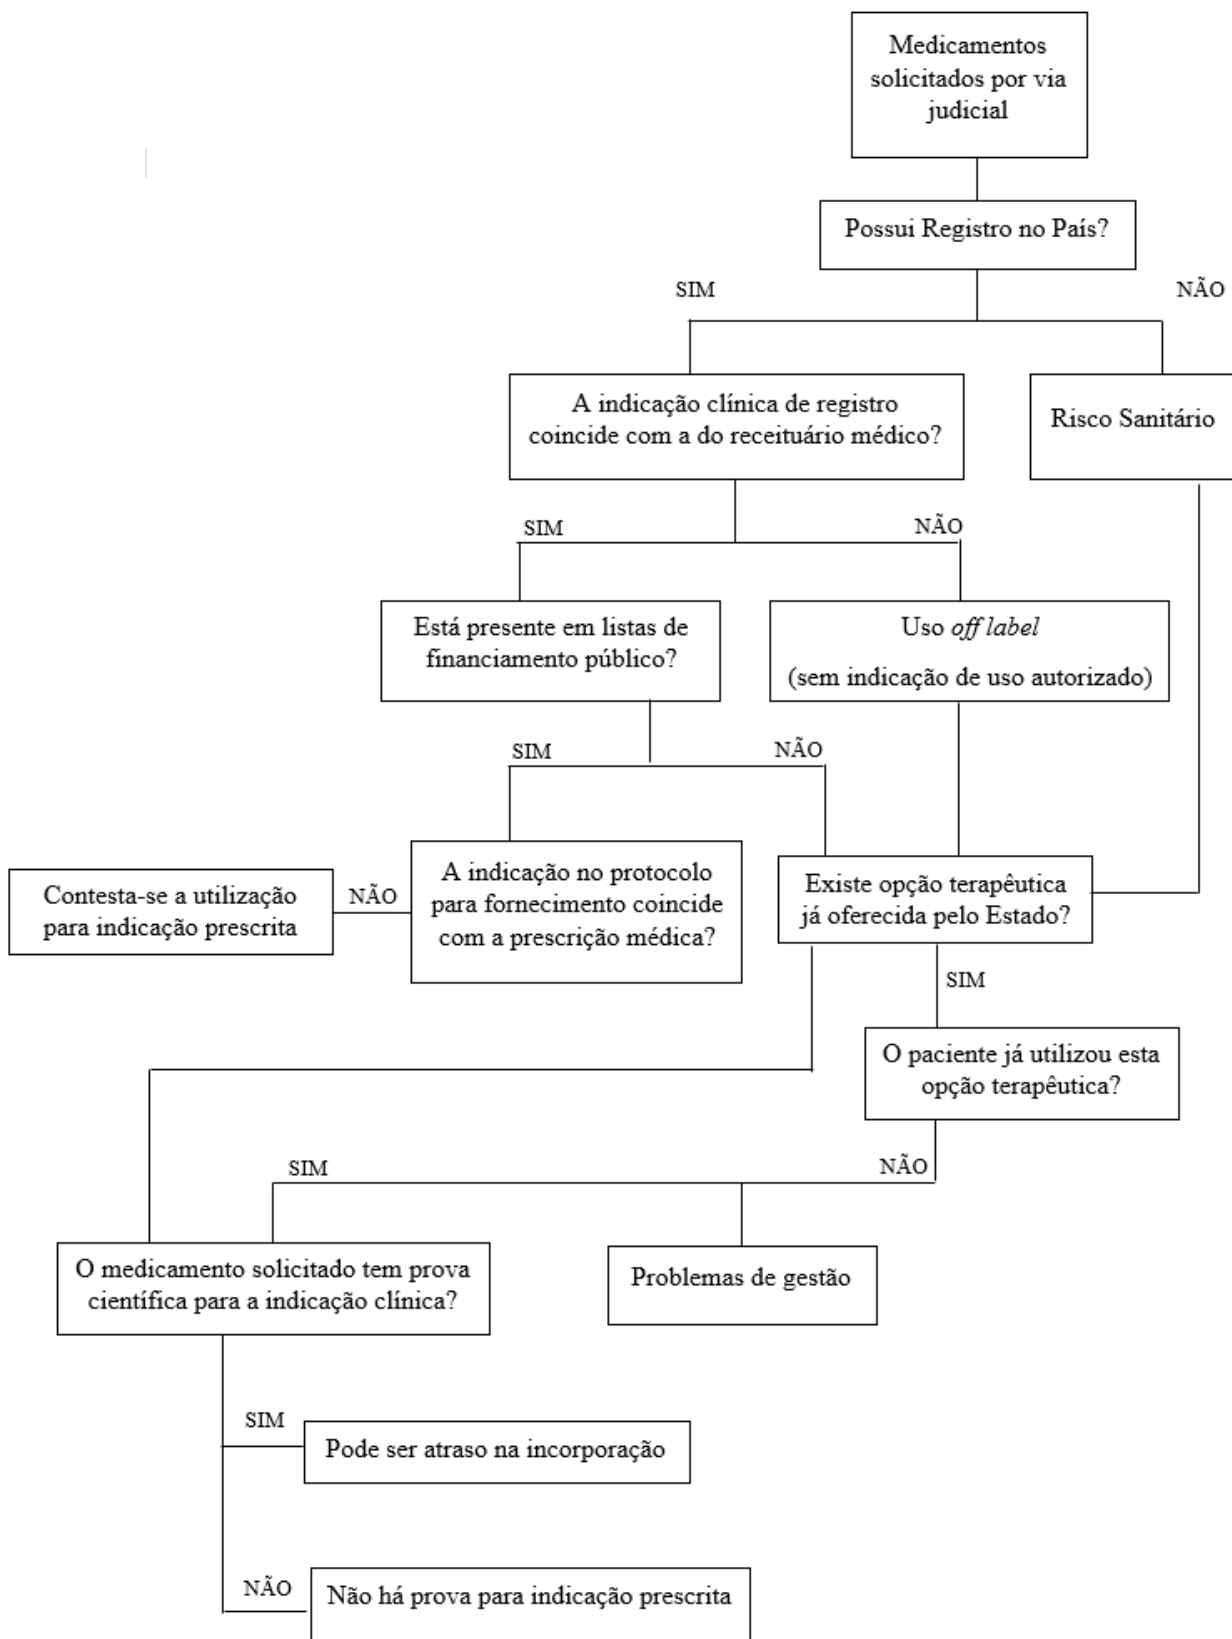 Medicamentos
solicitados por via
judicial
Possui Registro no País?
SIM
NÃO
A indicação clínica de registro
coincide com a do receituário médico?
Risco Sanitário
SIM
NÃO
Está presente em listas de
financiamento público?
Uso off label
(sem indicação de uso autorizado)
SIM
NÃO
Contesta-se a utilização
para indicação prescrita
NÃO
A indicação no protocolo
para fornecimento coincide
com a prescrição médica?
Existe opção terapêutica
já oferecida pelo Estado?
SIM
O paciente já utilizou esta
opção terapêutica?
SIM
NÃO
O medicamento solicitado tem prova
científica para a indicação clínica?
Problemas de gestão
SIM
Pode ser atraso na incorporação
NÃO
Não há prova para indicação prescrita